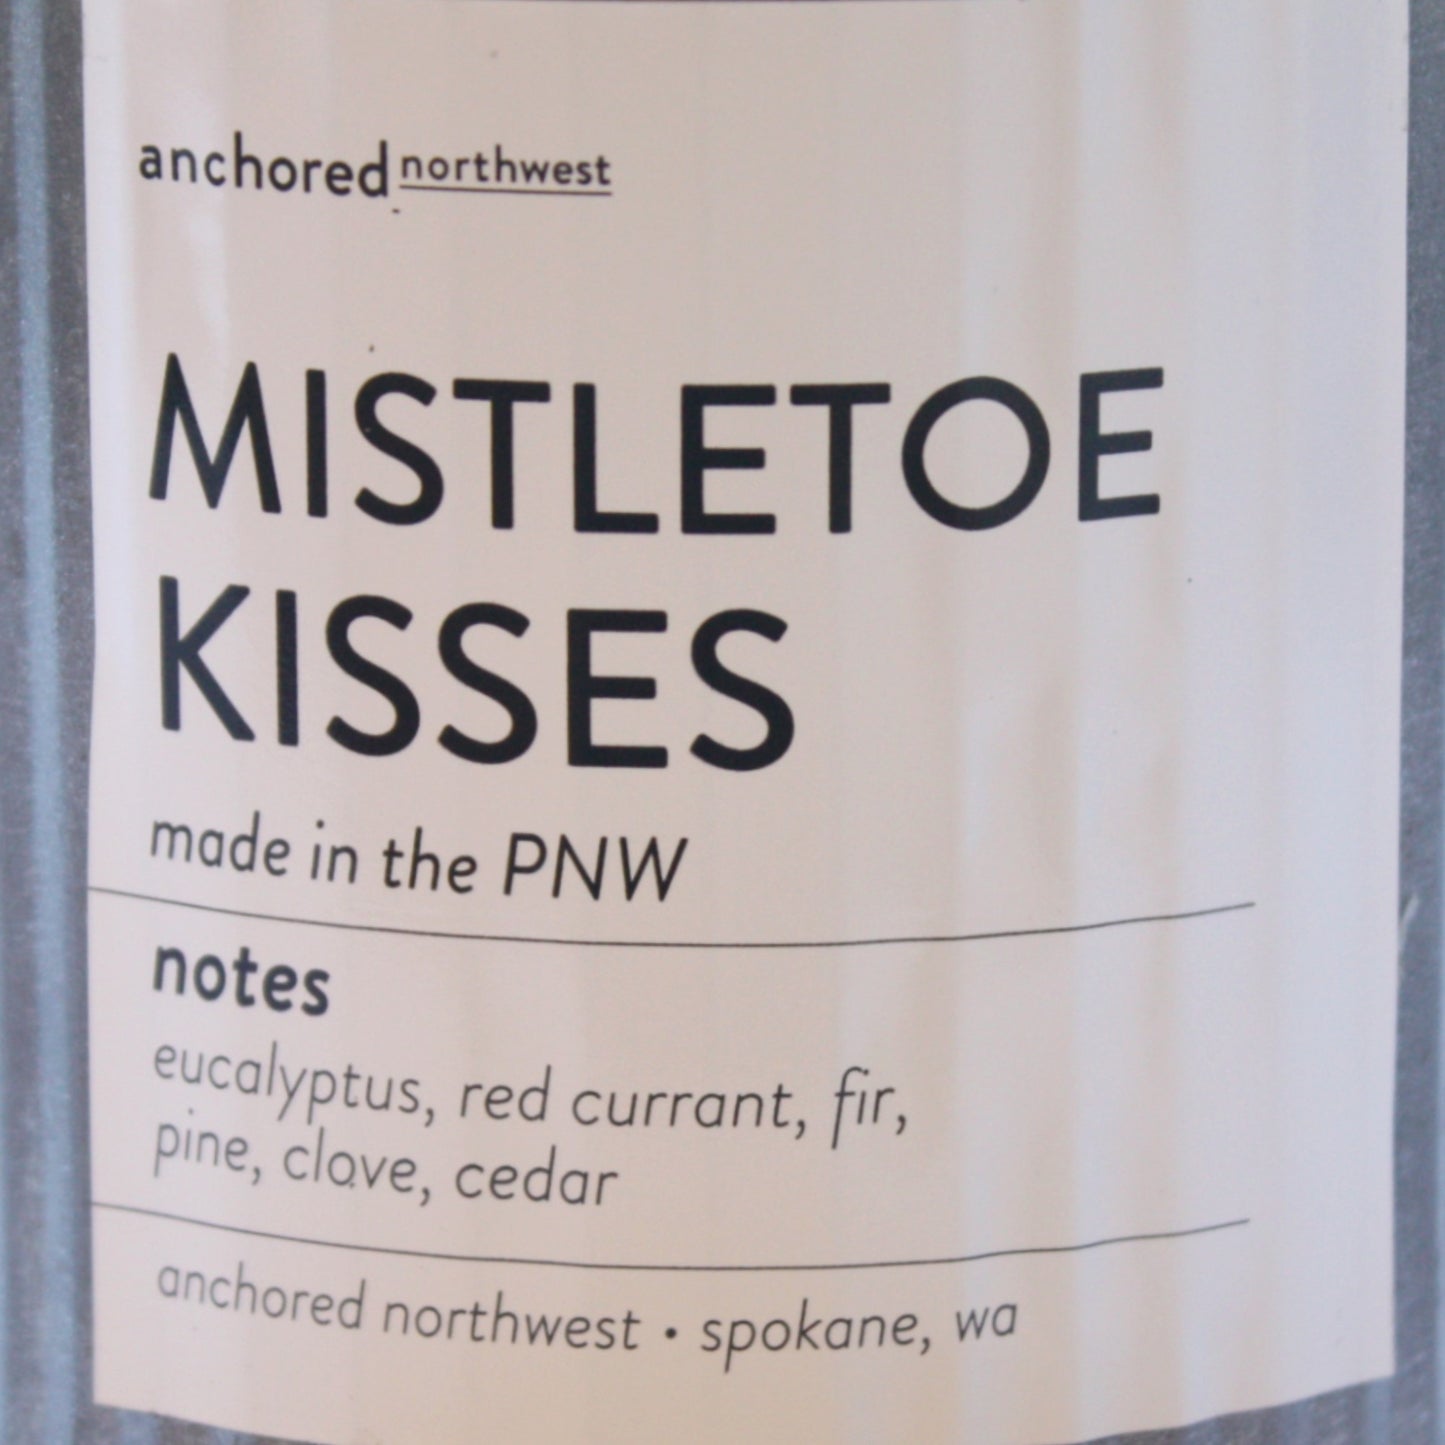 anchored northwest
MISTLETOE
KISSES
made in the PNW
notes
eucalyptus, red currant, fir,
pine, clove, cedar
anchored northwest • spokane, wa